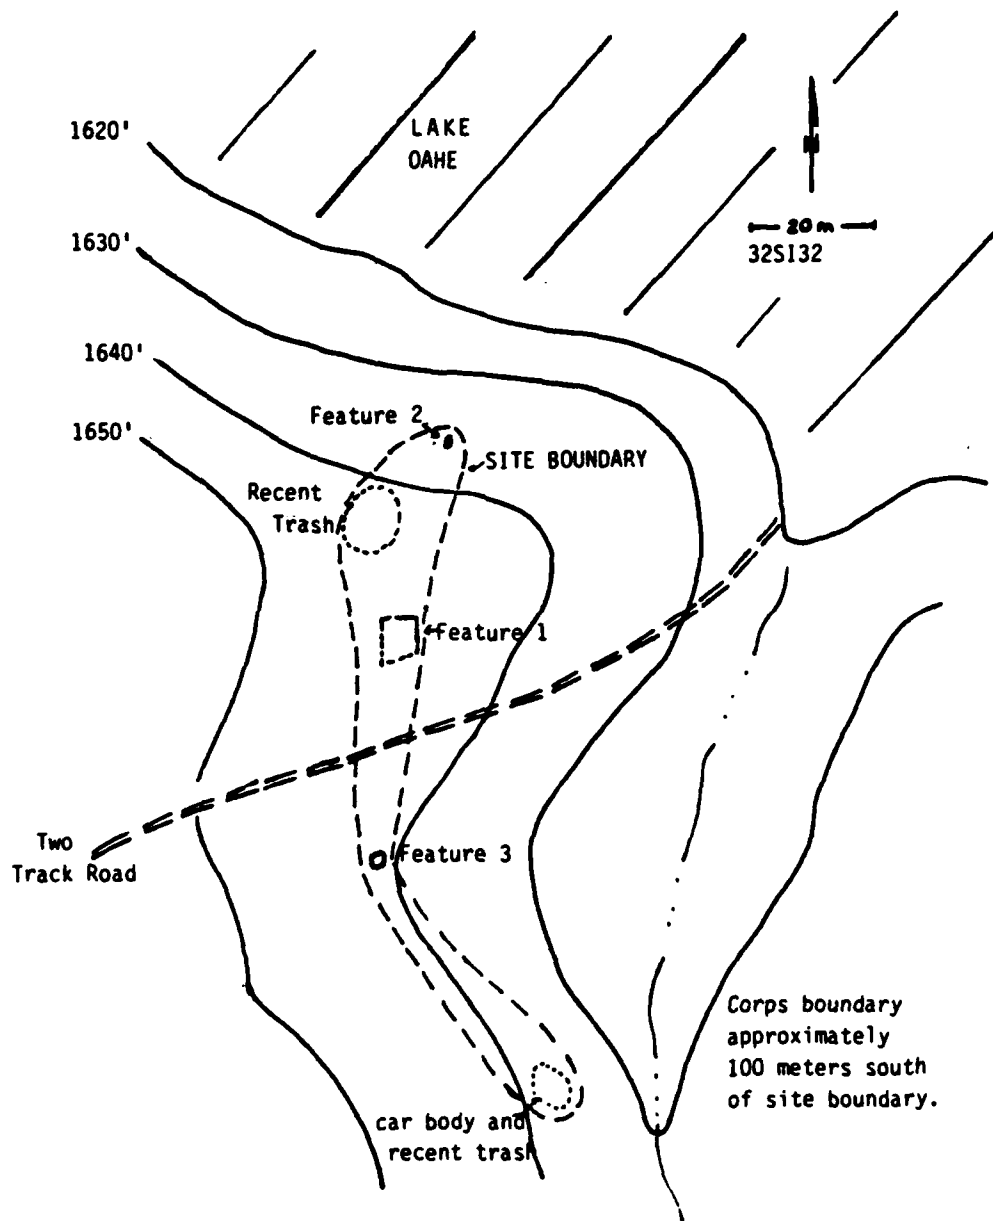 LAKE
OAHE
1620'
N
20 m
32SI32
1630'
1640'
1650'
Feature 2
SITE BOUNDARY
Recent
Trash
Feature 1
Two
Track Road
Feature 3
Corps boundary
approximately
100 meters south
of site boundary.
car body and
recent trash